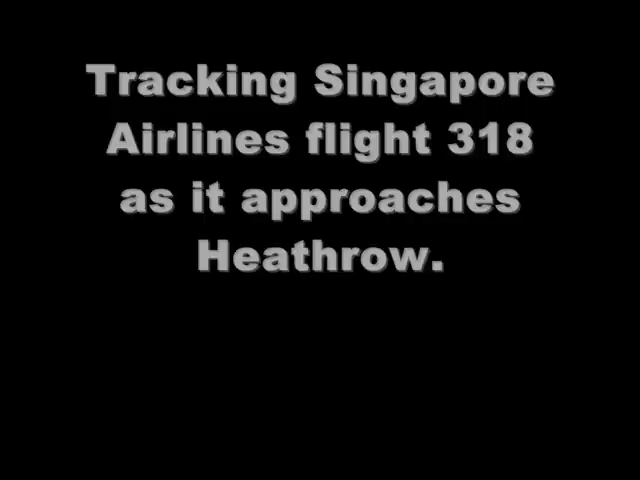 Tracking Singapore
Airlines flight 318
as it approaches
Heathrow.